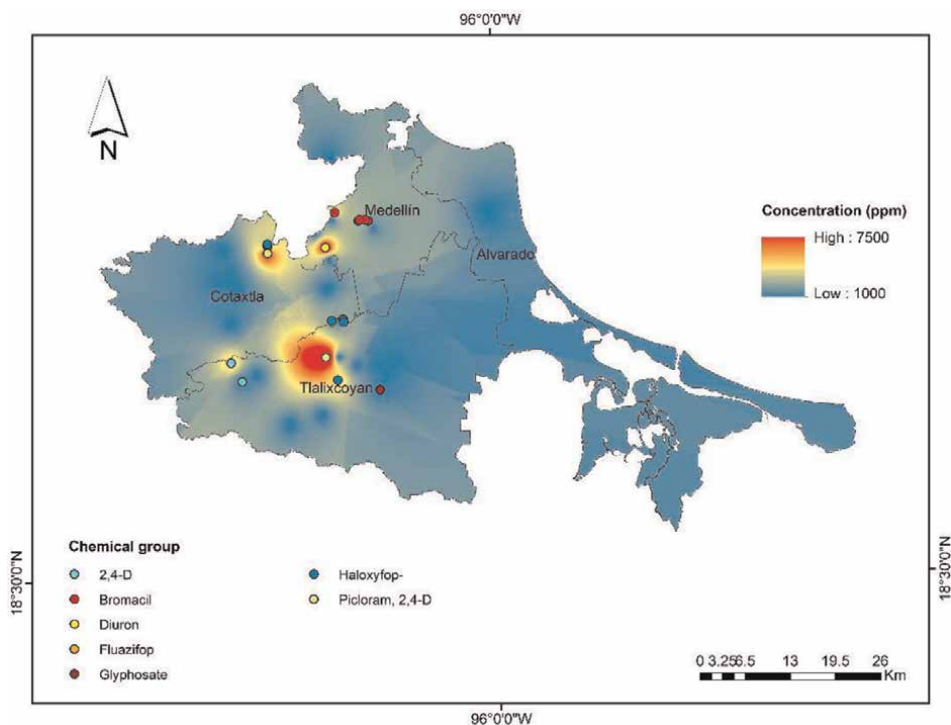 96°0'0"W
N
Medellín
Concentration (ppm)
High : 7500
Low : 1000
Alvarado
Cotaxtla
Tlalixcoyan
18°30'0"N
18°30'0"N
Chemical group
2,4-D
Bromacil
Diuron
Fluazifop
Glyphosate
Haloxyfop-
Picloram, 2,4-D
0 3.25 6.5 13 19.5 26
Km
96°0'0"W